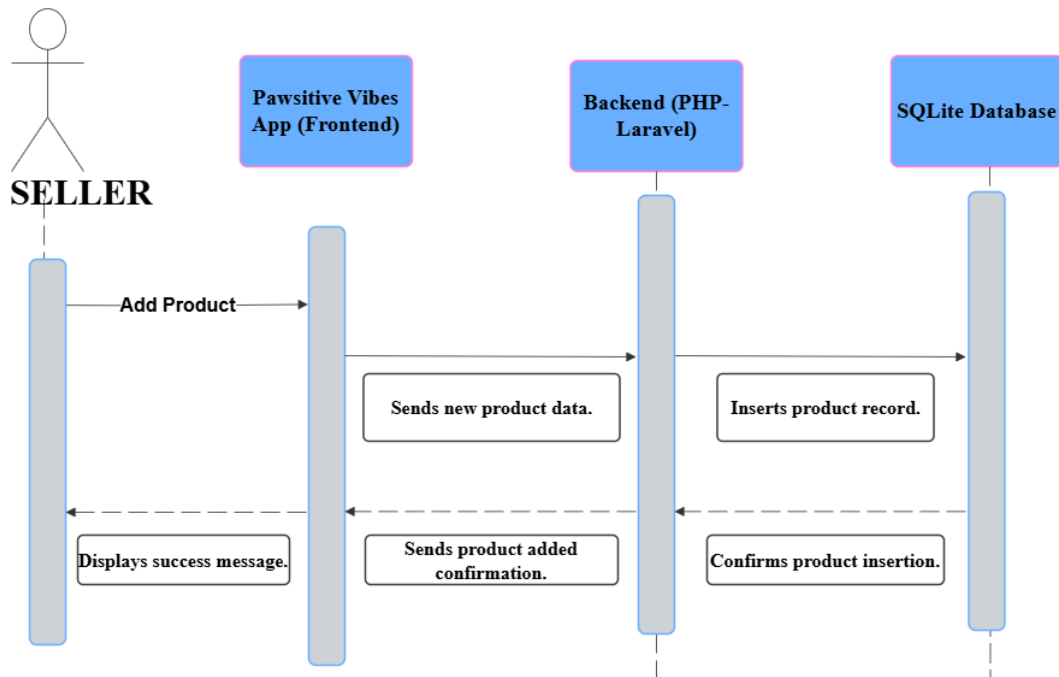 Pawsitive Vibes
App (Frontend)
Backend (PHP-
Laravel)
SQLite Database
SELLER
Add Product
Sends new product data.
Inserts product record.
Displays success message.
Sends product added
confirmation.
Confirms product insertion.